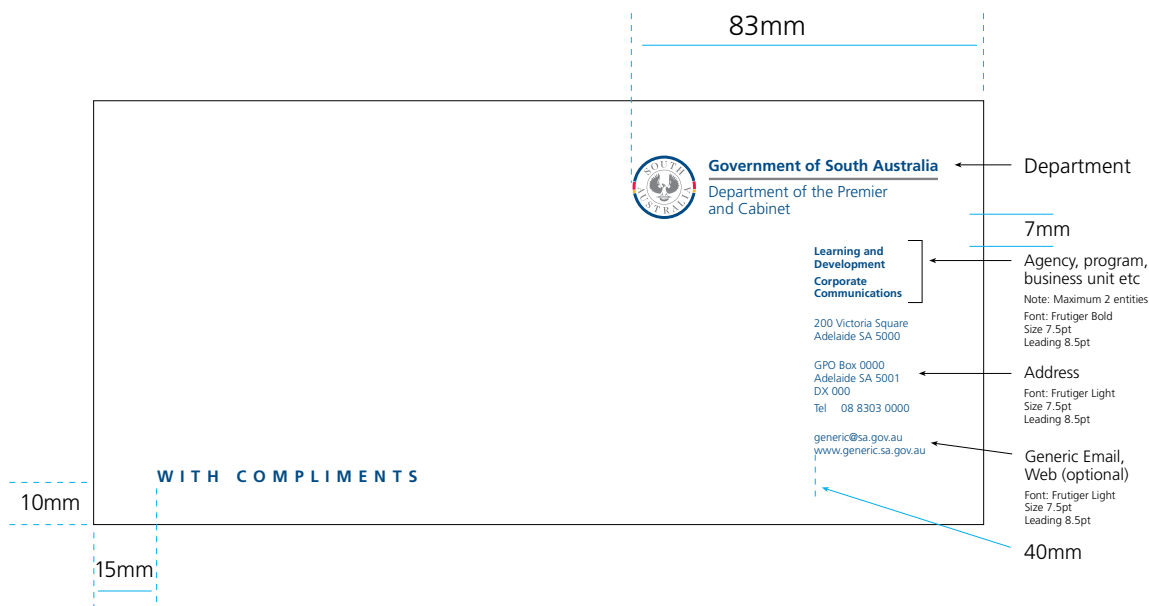 83mm
SOUTH
AUSTRALIA
Government of South Australia
Department of the Premier
and Cabinet
Department
7mm
Learning and
Development
Corporate
Communications
Agency, program,
business unit etc
Note: Maximum 2 entities
Font: Frutiger Bold
Size 7.5pt
Leading 8.5pt
200 Victoria Square
Adelaide SA 5000
GPO Box 0000
Adelaide SA 5001
DX 000
Tel 08 8303 0000
Address
Font: Frutiger Light
Size 7.5pt
Leading 8.5pt
generic@sa.gov.au
www.generic.sa.gov.au
Generic Email,
Web (optional)
Font: Frutiger Light
Size 7.5pt
Leading 8.5pt
WITH COMPLIMENTS
10mm
40mm
15mm